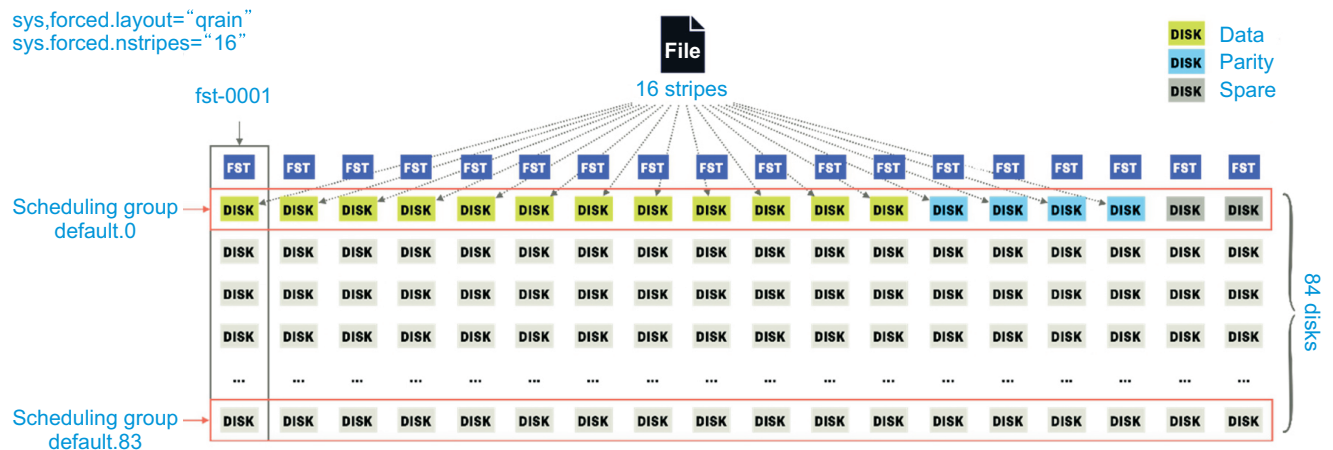 sys,forced.layout=“qrain”
sys.forced.nstripes=“16”
File
16 stripes
DISK Data
DISK Parity
DISK Spare
fst-0001
FST FST FST FST FST FST FST FST FST FST FST FST FST FST FST FST FST FST
Scheduling group
default.0
DISK DISK DISK DISK DISK DISK DISK DISK DISK DISK DISK DISK DISK DISK DISK DISK DISK DISK
DISK DISK DISK DISK DISK DISK DISK DISK DISK DISK DISK DISK DISK DISK DISK DISK DISK DISK
DISK DISK DISK DISK DISK DISK DISK DISK DISK DISK DISK DISK DISK DISK DISK DISK DISK DISK
DISK DISK DISK DISK DISK DISK DISK DISK DISK DISK DISK DISK DISK DISK DISK DISK DISK DISK
... ... ... ... ... ... ... ... ... ... ... ... ... ... ... ... ... ...
84 disks
Scheduling group
default.83
DISK DISK DISK DISK DISK DISK DISK DISK DISK DISK DISK DISK DISK DISK DISK DISK DISK DISK